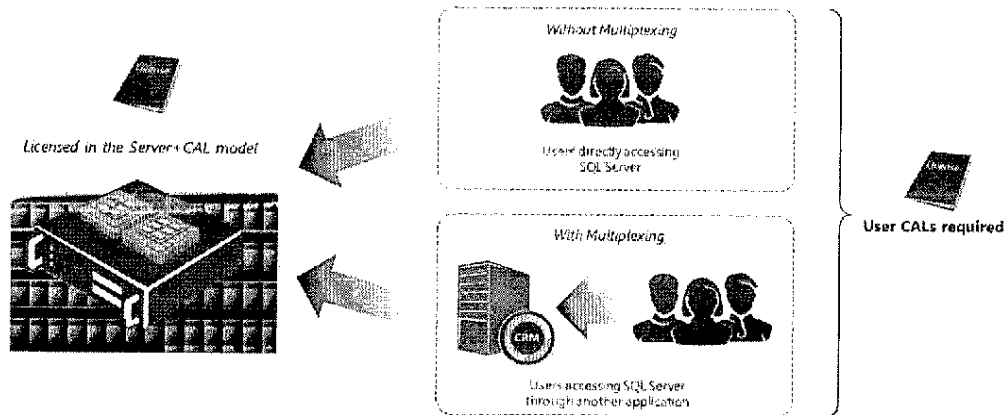 Without Multiplexing
Licensed in the Server+CAL model
Users directly accessing
SQL Server
User CALs required
With Multiplexing
CRM
Users accessing SQL Server
through another application